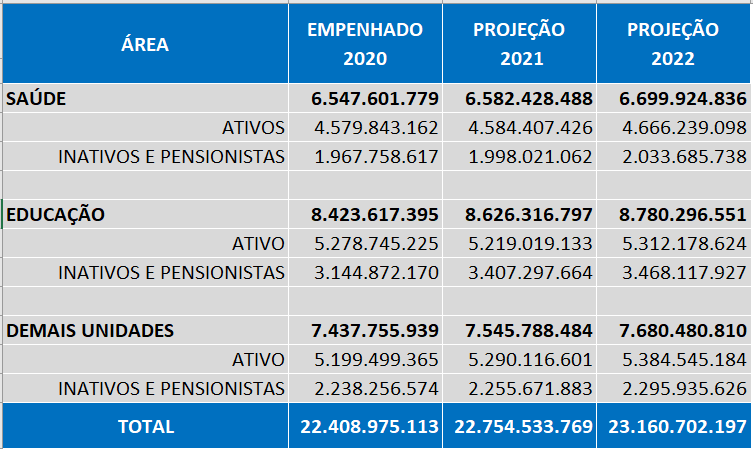 ÁREA EMPENHADO 2020 PROJEÇÃO 2021 PROJEÇÃO 2022
SAÚDE 6.547.601.779 6.582.428.488 6.699.924.836
ATIVOS 4.579.843.162 4.584.407.426 4.666.239.098
INATIVOS E PENSIONISTAS 1.967.758.617 1.998.021.062 2.033.685.738
EDUCAÇÃO 8.423.617.395 8.626.316.797 8.780.296.551
ATIVO 5.278.745.225 5.219.019.133 5.312.178.624
INATIVOS E PENSIONISTAS 3.144.872.170 3.407.297.664 3.468.117.927
DEMAIS UNIDADES 7.437.755.939 7.545.788.484 7.680.480.810
ATIVO 5.199.499.365 5.290.116.601 5.384.545.184
INATIVOS E PENSIONISTAS 2.238.256.574 2.255.671.883 2.295.935.626
TOTAL 22.408.975.113 22.754.533.769 23.160.702.197